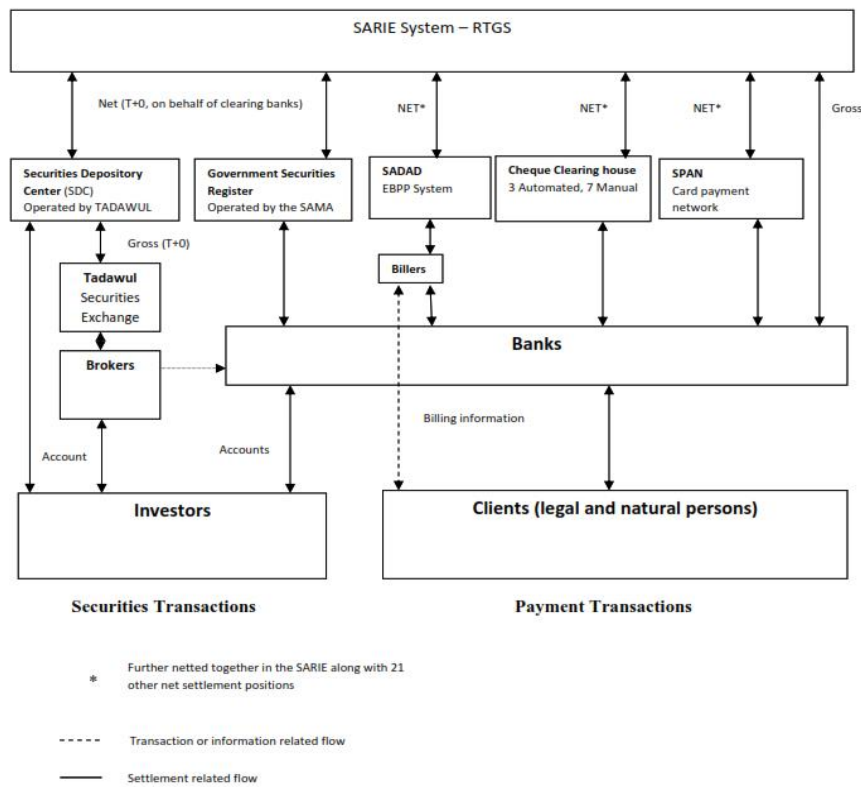 SARIE System – RTGS
Net (T+0, on behalf of clearing banks)
NET*
NET*
NET*
Gross
Securities Depository
Center (SDC)
Operated by TADAWUL
Government Securities
Register
Operated by the SAMA
SADAD
EBPP System
Cheque Clearing house
3 Automated, 7 Manual
SPAN
Card payment
network
Gross (T+0)
Billers
Tadawul
Securities
Exchange
Banks
Brokers
Billing information
Account
Accounts
Investors
Clients (legal and natural persons)
Securities Transactions
Payment Transactions
* Further netted together in the SARIE along with 21
other net settlement positions
Transaction or information related flow
Settlement related flow